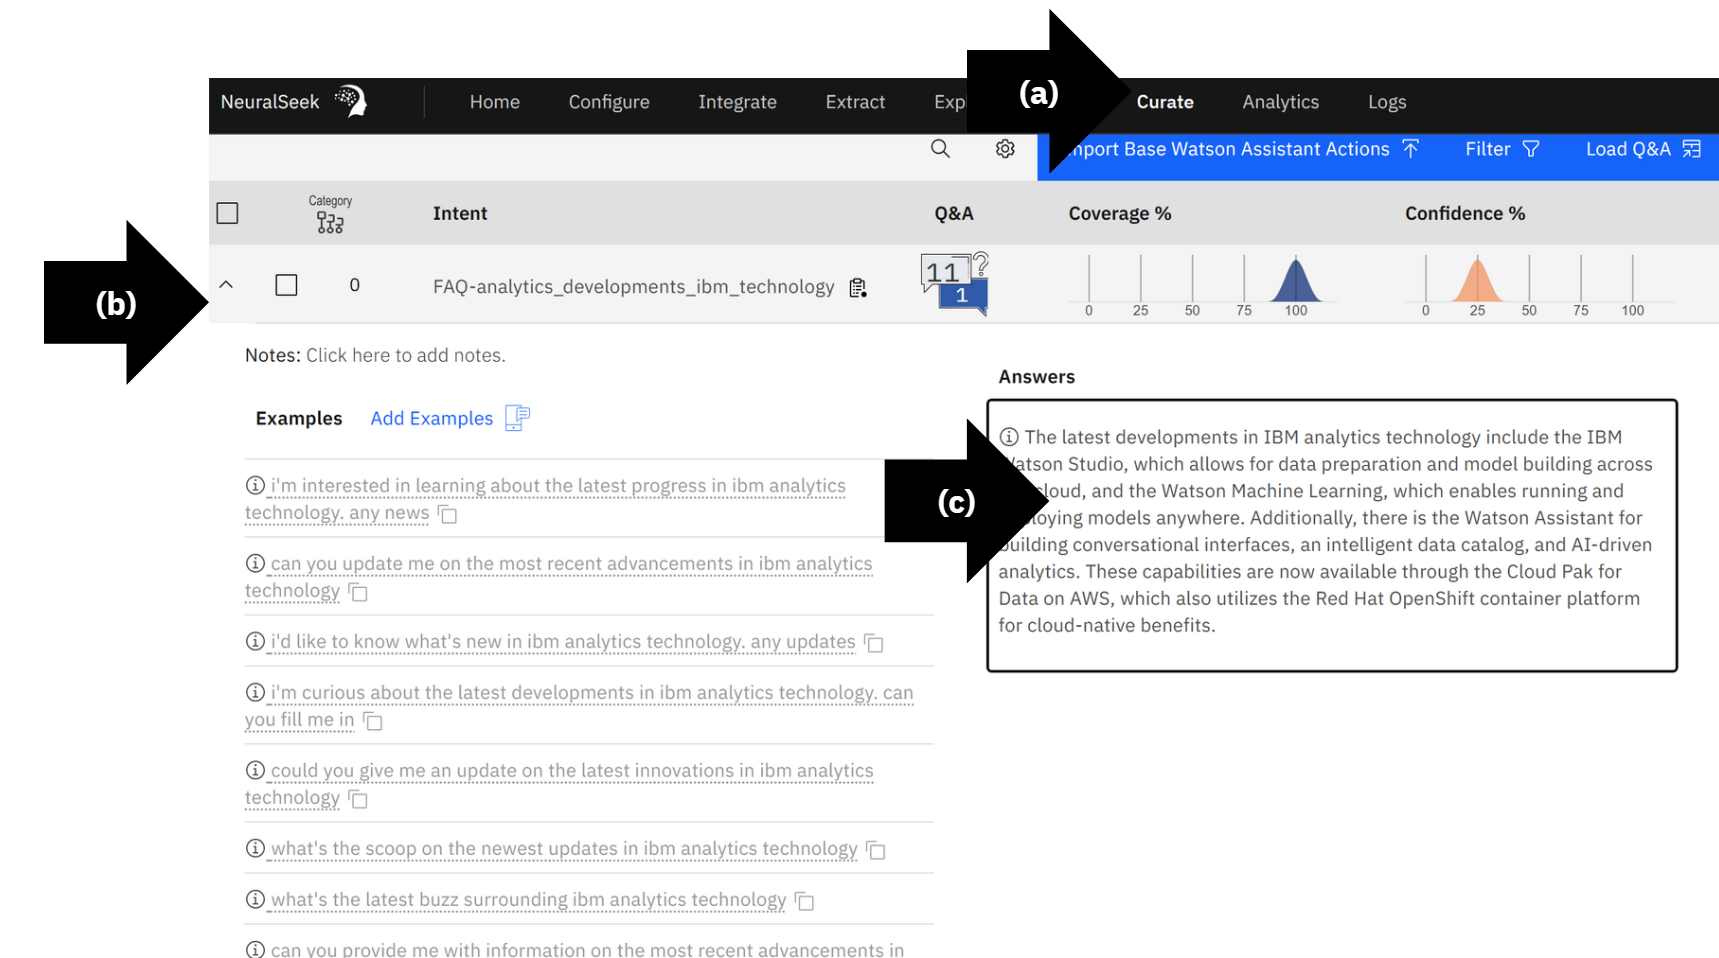 (a)
NeuralSeek Home Configure Integrate Extract Curate Analytics Logs
Import Base Watson Assistant Actions Filter Load Q&A
Category
Intent Q&A Coverage % Confidence %
(b)
0 FAQ-analytics_developments_ibm_technology 11 ? 1
0 25 50 75 100 0 25 50 75 100
Notes: Click here to add notes.
Answers
Examples Add Examples
i'm interested in learning about the latest progress in ibm analytics
technology. any news
can you update me on the most recent advancements in ibm analytics
technology
i'd like to know what's new in ibm analytics technology. any updates
i'm curious about the latest developments in ibm analytics technology. can
you fill me in
could you give me an update on the latest innovations in ibm analytics
technology
what's the scoop on the newest updates in ibm analytics technology
what's the latest buzz surrounding ibm analytics technology
can you provide me with information on the most recent advancements in
(c)
The latest developments in IBM analytics technology include the IBM
Watson Studio, which allows for data preparation and model building across
cloud, and the Watson Machine Learning, which enables running and
deploying models anywhere. Additionally, there is the Watson Assistant for
building conversational interfaces, an intelligent data catalog, and AI-driven
analytics. These capabilities are now available through the Cloud Pak for
Data on AWS, which also utilizes the Red Hat OpenShift container platform
for cloud-native benefits.